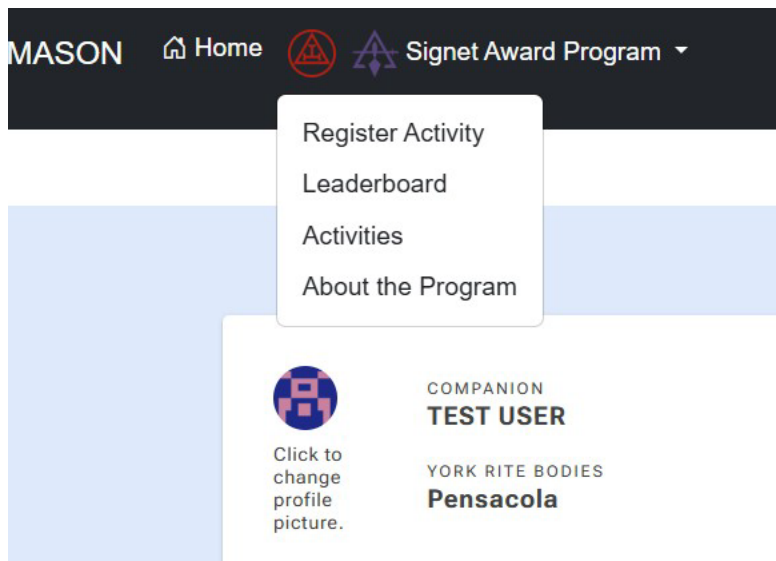 MASON Home Signet Award Program
Register Activity
Leaderboard
Activities
About the Program
Click to
change
profile
picture.
COMPANION
TEST USER
YORK RITE BODIES
Pensacola